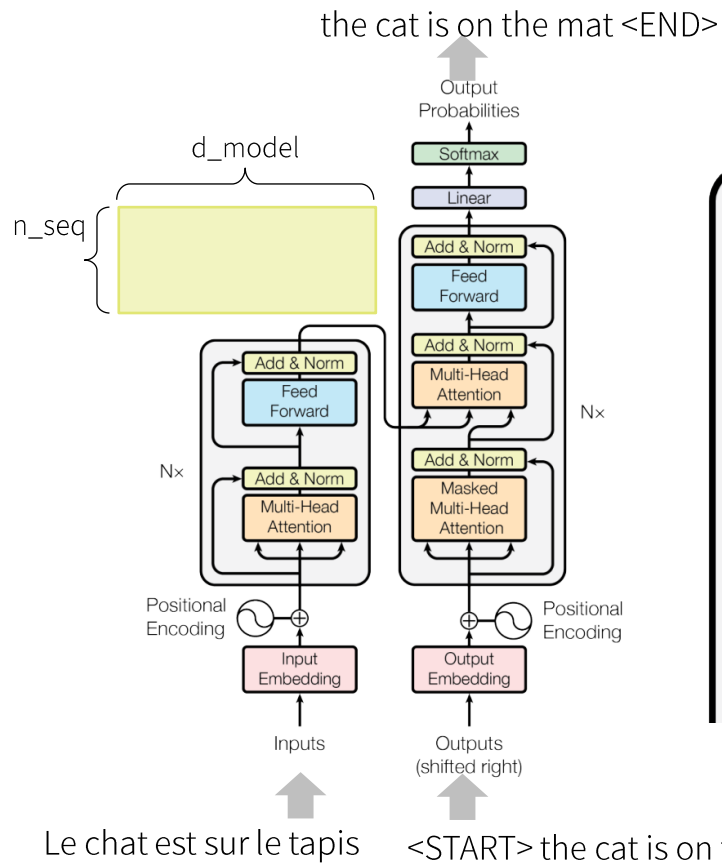 the cat is on the mat <END>
Output
Probabilities
Softmax
Linear
d_model
n_seq
Add & Norm
Feed
Forward
Add & Norm
Multi-Head
Attention
Nx
Add & Norm
Masked
Multi-Head
Attention
Add & Norm
Feed
Forward
Nx
Add & Norm
Multi-Head
Attention
Positional
Encoding
Positional
Encoding
Input
Embedding
Output
Embedding
Inputs
Outputs
(shifted right)
Le chat est sur le tapis
<START> the cat is on